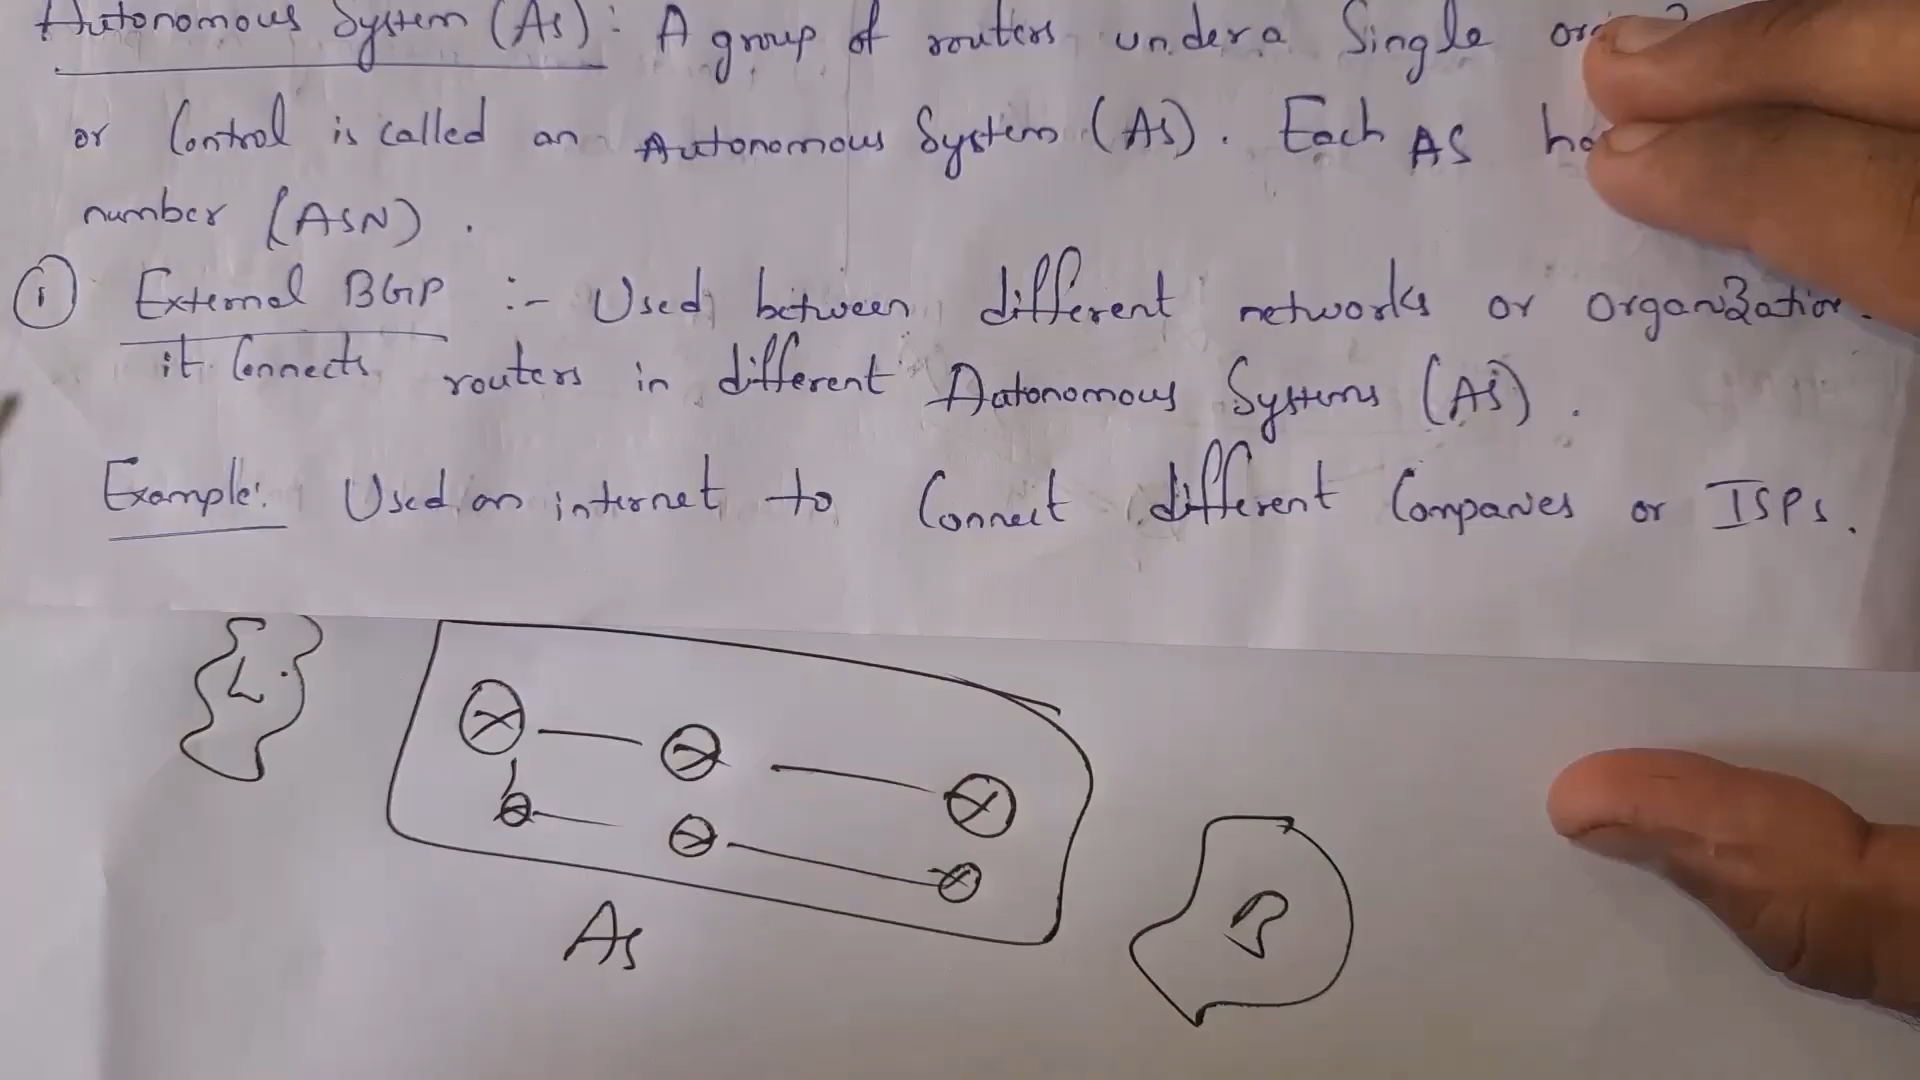 Autonomous System (As): A group of routers under a Single
or Control is called an Autonomous System (As). Each AS
number (ASN).
① External BGP :- Used between different networks or organization.
it Connects routers in different Autonomous Systems (AS).
Example: Used on internet to Connect different Companies or ISPs.
As